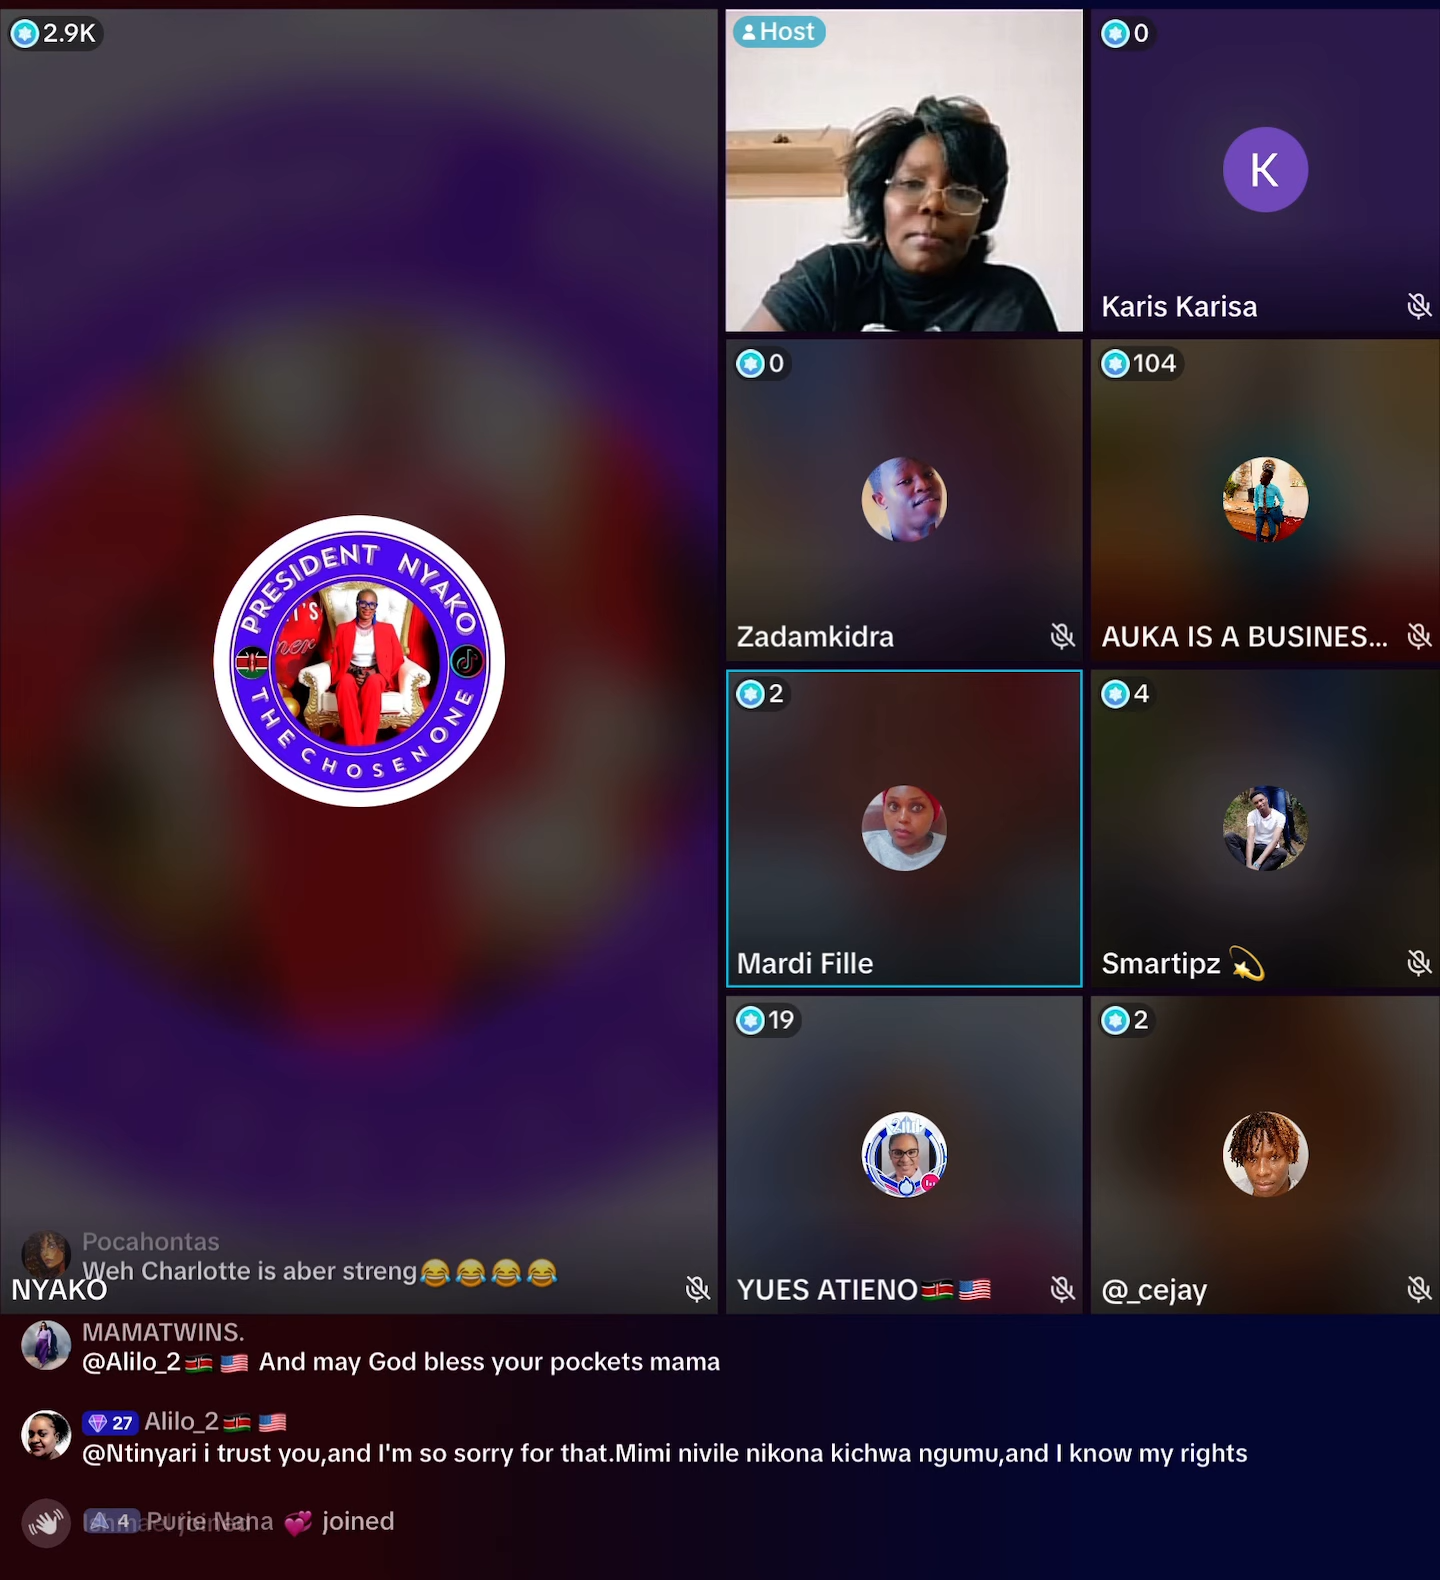 2.9K
PRESIDENT NYAKO
THE CHOSEN ONE
Pocahontas
Weh Charlotte is aber streng😂😂😂😂
NYAKO
Host
0
K
Karis Karisa
0
Zadamkidra
104
AUKA IS A BUSINES...
2
Mardi Fille
4
Smartipz 💫
19
YUES ATIENO🇰🇪🇺🇸
2
@_cejay
MAMATWINS.
@Alilo_2🇰🇪 🇺🇸 And may God bless your pockets mama
27 Alilo_2🇰🇪 🇺🇸
@Ntinyari i trust you,and I'm so sorry for that.Mimi nivile nikona kichwa ngumu,and I know my rights
4 Purie Nana 💞 joined